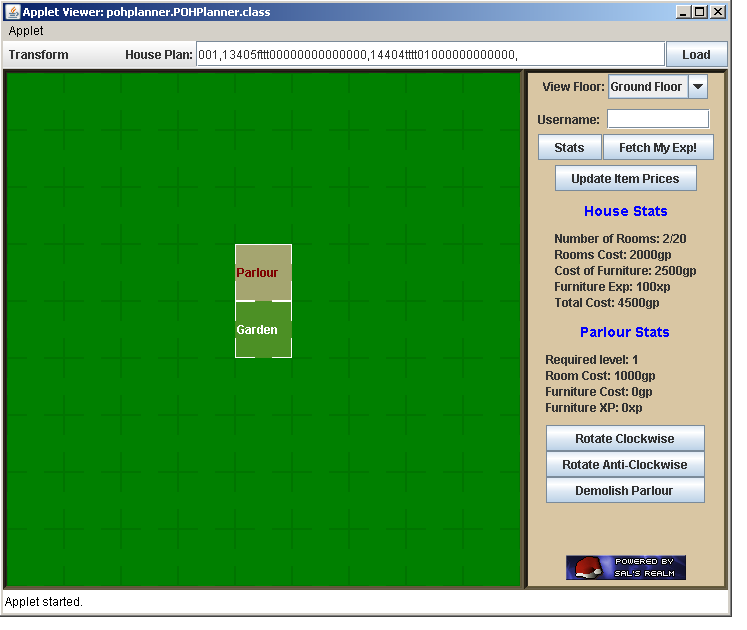 Applet Viewer: pohplanner.POHPlanner.class
Applet
Transform House Plan: 001,13405fttt00000000000000,14404tttt01000000000000, Load
View Floor: Ground Floor
Username:
Stats Fetch My Exp!
Update Item Prices
House Stats
Number of Rooms: 2/20
Rooms Cost: 2000gp
Cost of Furniture: 2500gp
Furniture Exp: 100xp
Total Cost: 4500gp
Parlour Stats
Required level: 1
Room Cost: 1000gp
Furniture Cost: 0gp
Furniture XP: 0xp
Rotate Clockwise
Rotate Anti-Clockwise
Demolish Parlour
POWERED BY
SAL'S REALM
Parlour
Garden
Applet started.